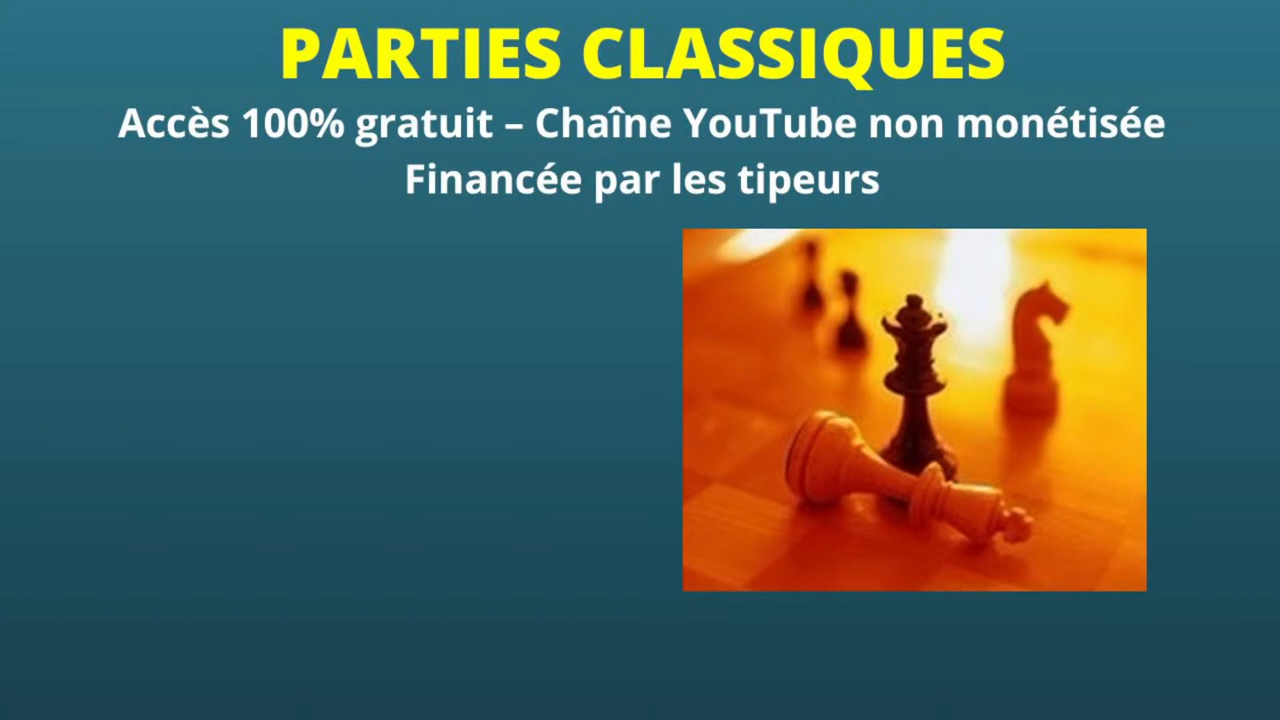 PARTIES CLASSIQUES
Accès 100% gratuit – Chaîne YouTube non monétisée
Financée par les tipeurs